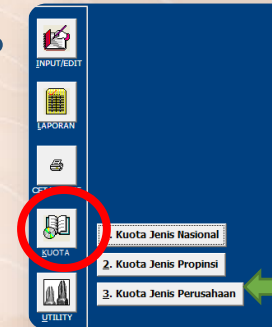 INPUT/EDIT
LAPORAN
KUOTA
. Kuota Jenis Nasional
2. Kuota Jenis Propinsi
3. Kuota Jenis Perusahaan
UTILITY